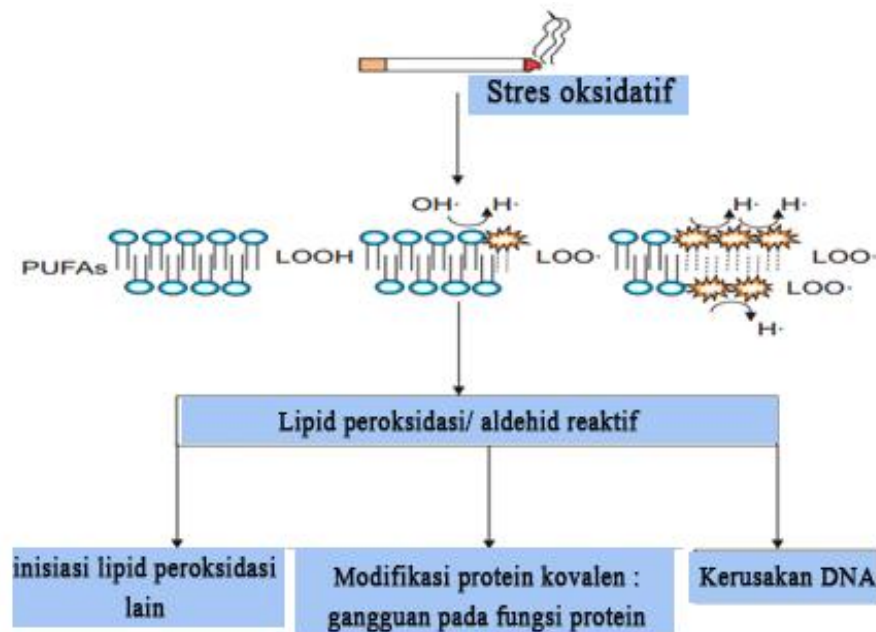 Stres oksidatif
OH· H· H· H·
PUFAs LOOH LOO· LOO·
LOO·
H·
Lipid peroksidasi/ aldehid reaktif
inisiasi lipid peroksidasi
lain
Modifikasi protein kovalen :
gangguan pada fungsi protein
Kerusakan DNA